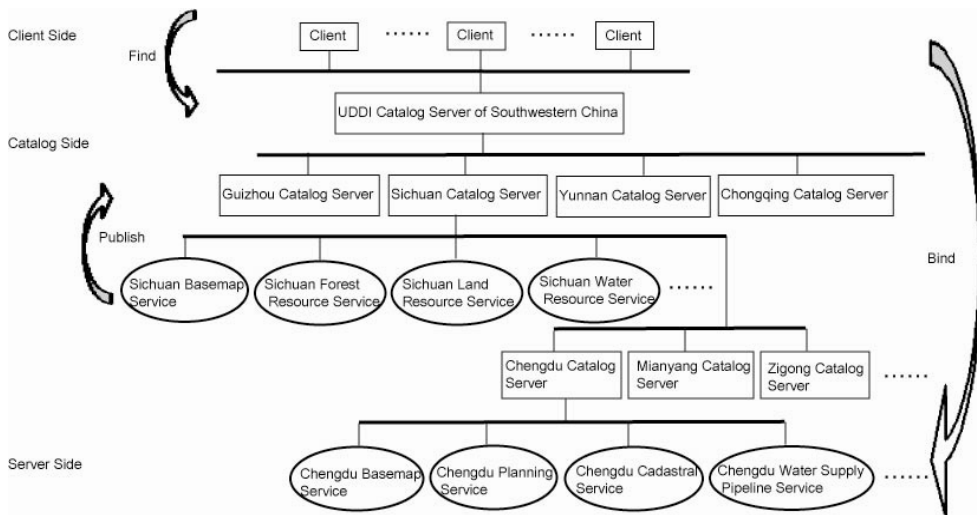 Client Side
Client ...... Client ...... Client
Find
UDDI Catalog Server of Southwestern China
Catalog Side
Guizhou Catalog Server
Sichuan Catalog Server
Yunnan Catalog Server
Chongqing Catalog Server
Publish
Bind
Sichuan Basemap
Service
Sichuan Forest
Resource Service
Sichuan Land
Resource Service
Sichuan Water
Resource Service
......
Chengdu Catalog
Server
Mianyang Catalog
Server
Zigong Catalog
Server
......
Server Side
Chengdu Basemap
Service
Chengdu Planning
Service
Chengdu Cadastral
Service
Chengdu Water Supply
Pipeline Service
......